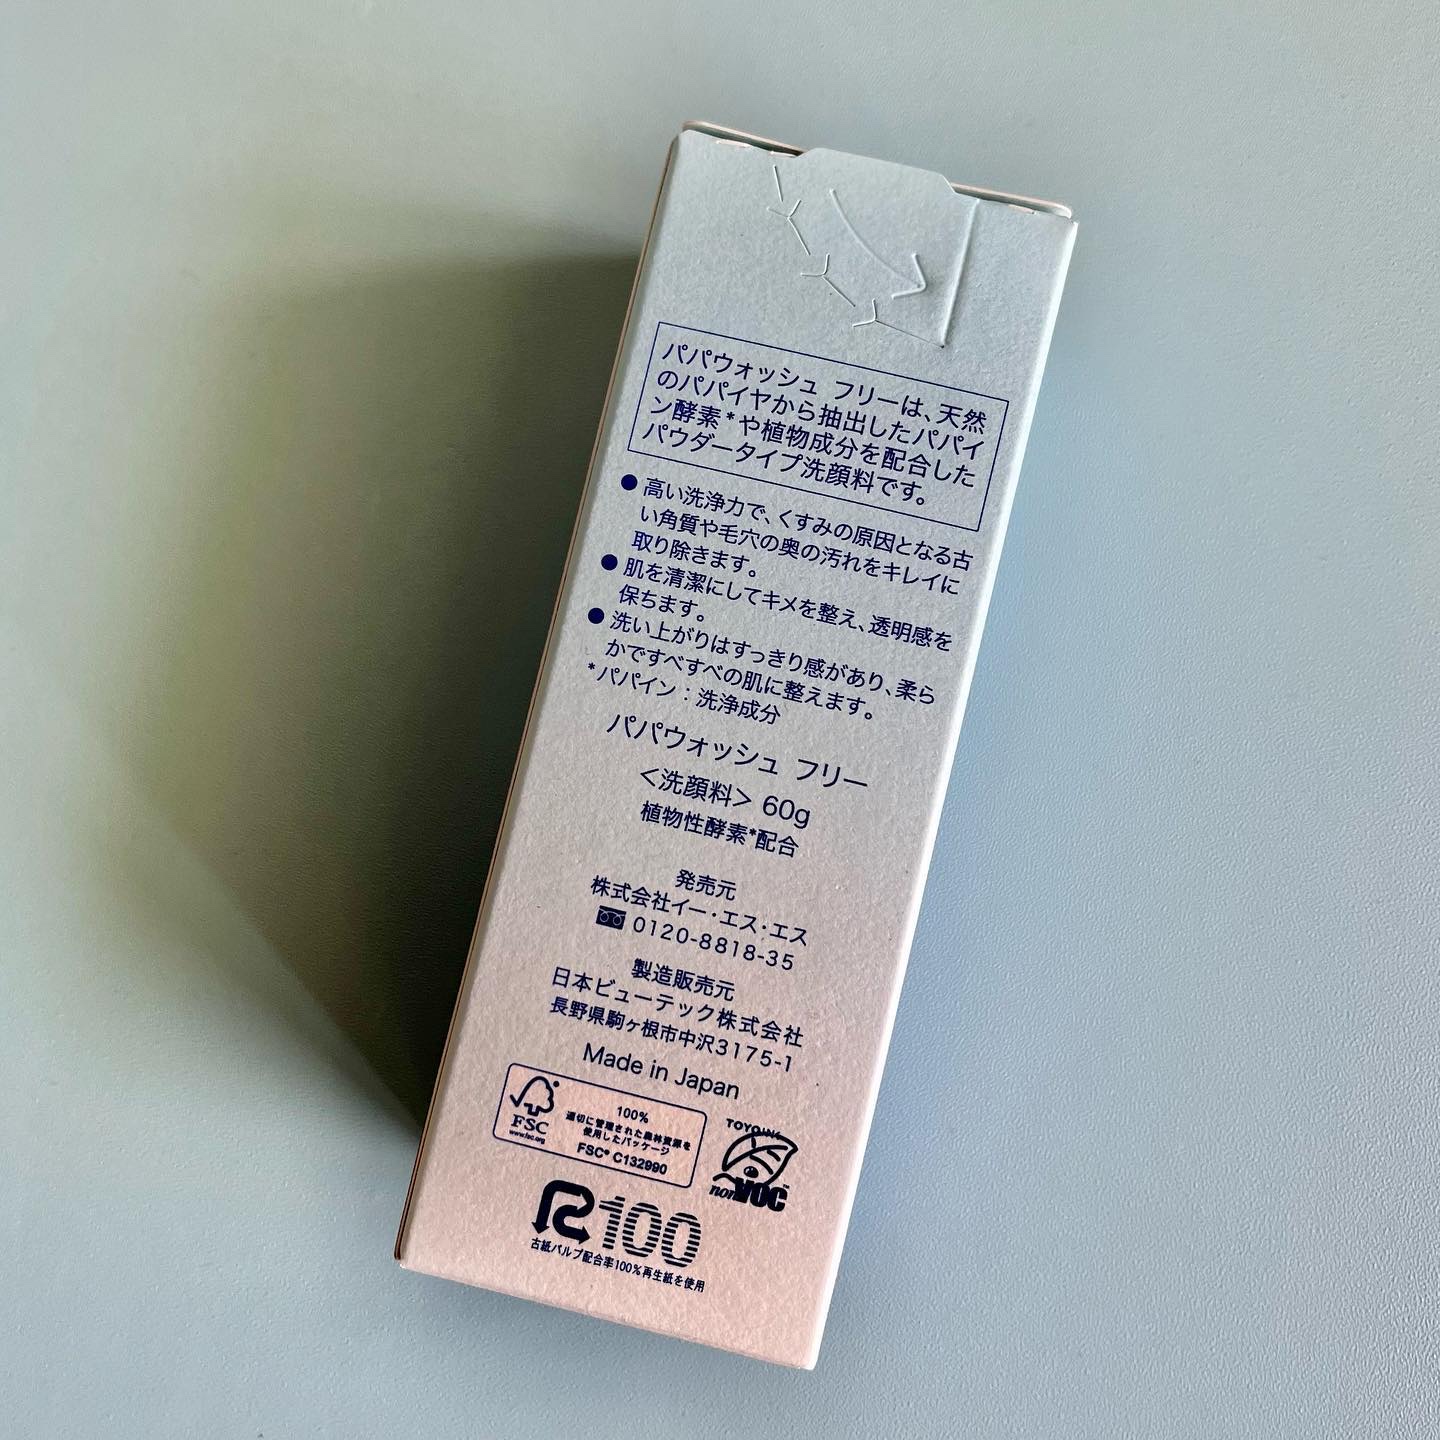 パパウォッシュ フリーは、天然
のパパイヤから抽出したパパイ
ン酵素*や植物成分を配合した
パウダータイプ洗顔料です。
● 高い洗浄力で、くすみの原因となる古
い角質や毛穴の奥の汚れをキレイに
取り除きます。
● 肌を清潔にしてキメを整え、透明感を
保ちます。
● 洗い上がりはすっきり感があり、柔ら
かですべすべの肌に整えます。
*パパイン：洗浄成分
パパウォッシュ フリー
＜洗顔料＞ 60g
植物性酵素*配合
発売元
株式会社イー・エス・エス
0120-8818-35
製造販売元
日本ビューテック株式会社
長野県駒ヶ根市中沢3175-1
Made in Japan
FSC
www.fsc.org
100%
適切に管理された森林資源を
使用したパッケージ
FSC® C132990
TOYO INK
nonVOC™
R100
古紙パルプ配合率100%再生紙を使用